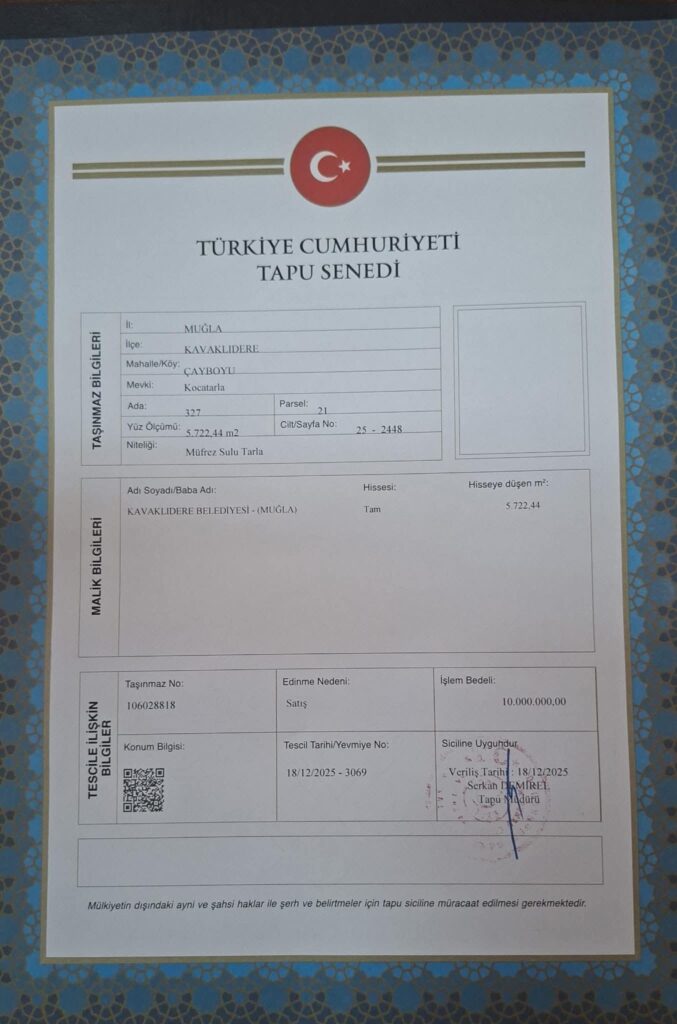 TÜRKİYE CUMHURİYETİ
TAPU SENEDİ
TAŞINMAZ BİLGİLERİ
İl: MUĞLA
İlçe: KAVAKLIDERE
Mahalle/Köy: ÇAYBOYU
Mevki: Kocatarla
Ada: 327 Parsel: 21
Yüz Ölçümü: 5.722,44 m2 Cilt/Sayfa No: 25 - 2448
Niteliği: Müfrez Sulu Tarla
MALİK BİLGİLERİ
Adı Soyadı/Baba Adı: Hissesi: Hisseye düşen m²:
KAVAKLIDERE BELEDİYESİ - (MUĞLA) Tam 5.722,44
TESCİLE İLİŞKİN
BİLGİLER
Taşınmaz No: Edinme Nedeni: İşlem Bedeli:
106028818 Satış 10.000.000,00
Konum Bilgisi: Tescil Tarihi/Yevmiye No: Siciline Uygundur
18/12/2025 - 3069 Veriliş Tarihi : 18/12/2025
Serkan DEMİREL
Tapu Müdürü
Mülkiyetin dışındaki ayni ve şahsi haklar ile şerh ve belirtmeler için tapu siciline müracaat edilmesi gerekmektedir.